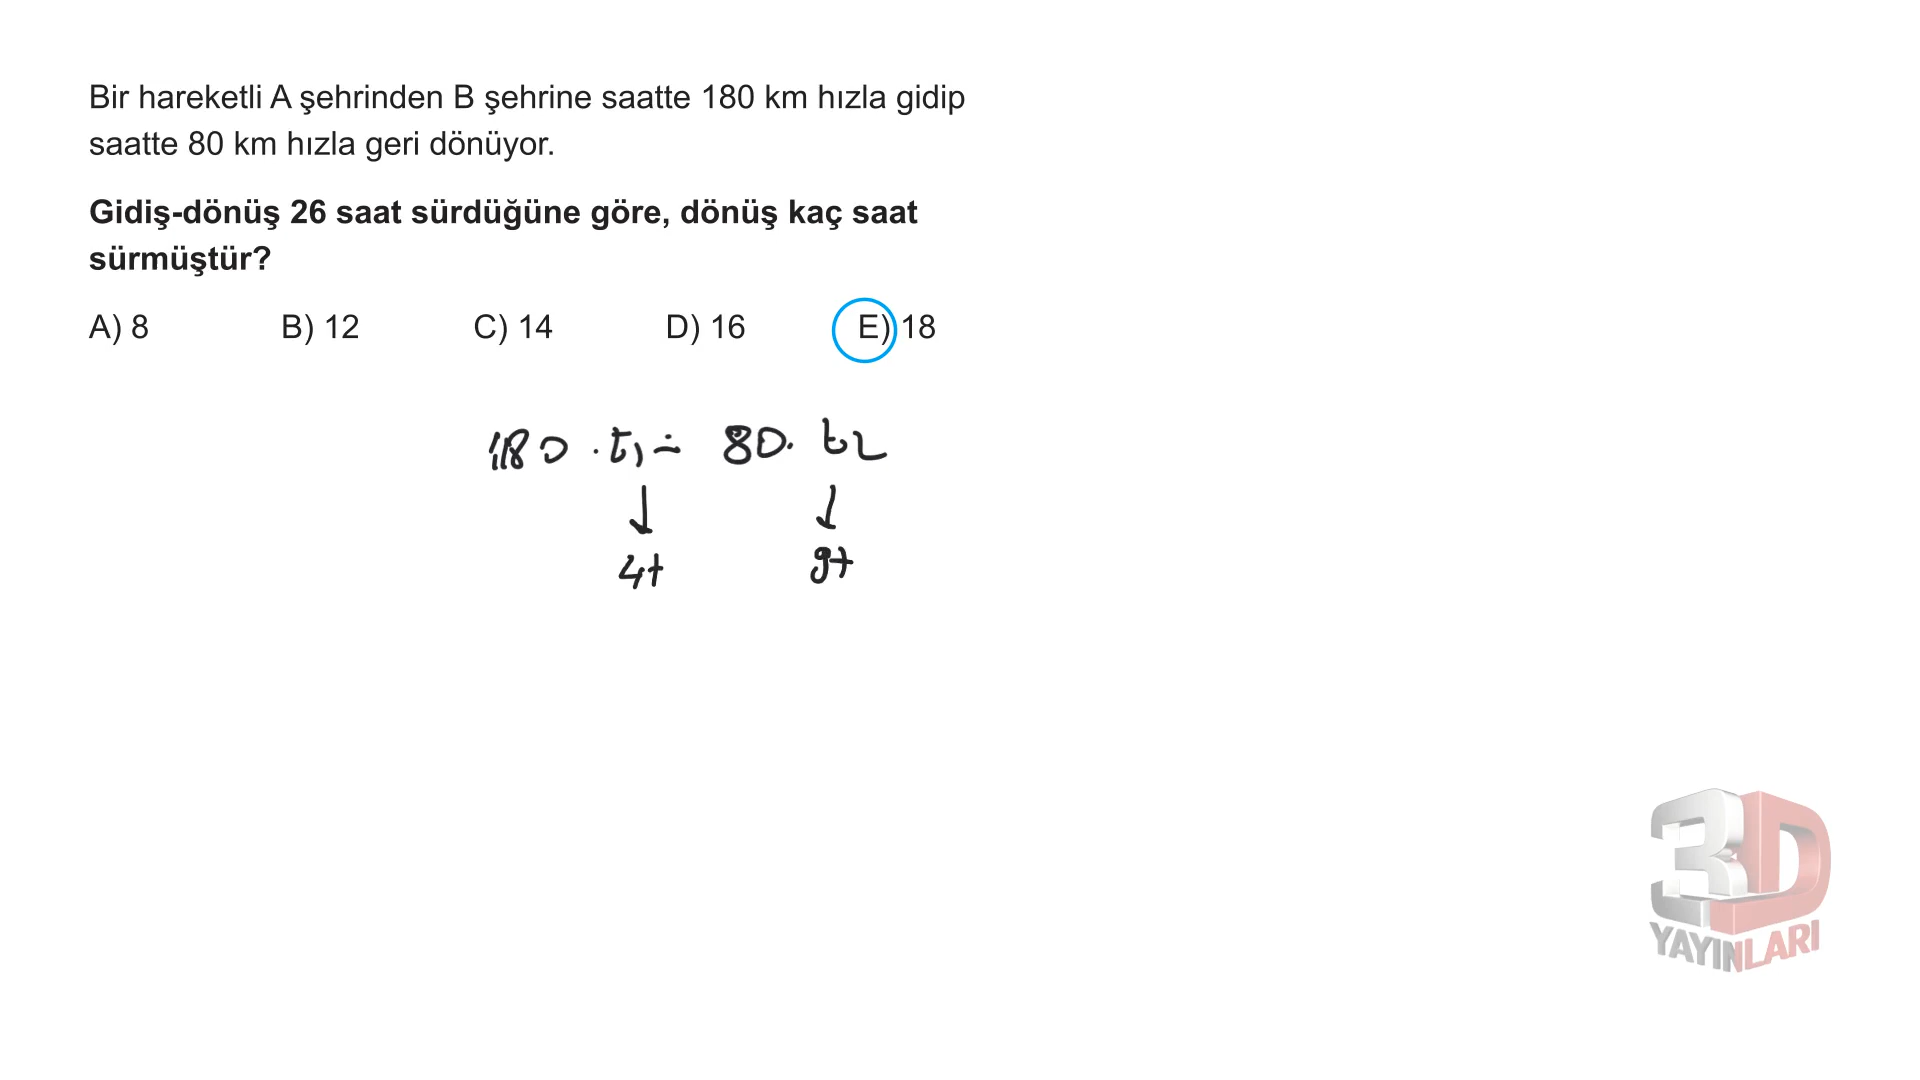 Bir hareketli A şehrinden B şehrine saatte 180 km hızla gidip
saatte 80 km hızla geri dönüyor.
Gidiş-dönüş 26 saat sürdüğüne göre, dönüş kaç saat
sürmüştür?
A) 8 B) 12 C) 14 D) 16 E) 18
180 . t1 = 80. t2
↓ ↓
4t 9t
3D
YAYINLARI